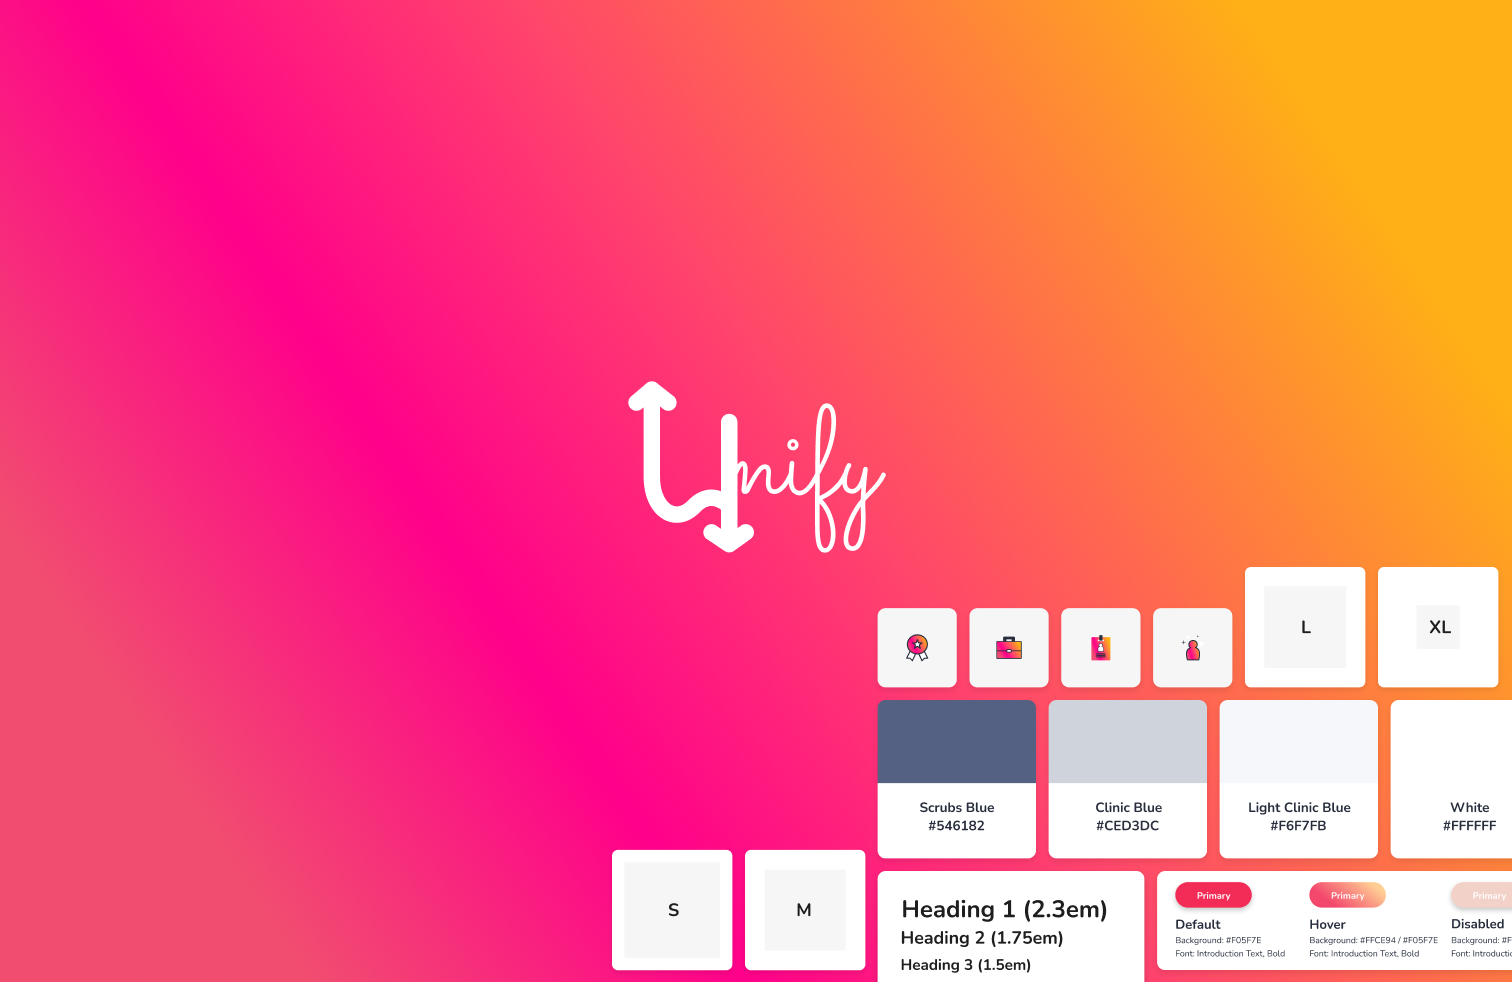 Unify
L
XL
Scrubs Blue
#546182
Clinic Blue
#CED3DC
Light Clinic Blue
#F6F7FB
White
#FFFFFF
S
M
Heading 1 (2.3em)
Heading 2 (1.75em)
Heading 3 (1.5em)
Primary
Default
Background: #F05F7E
Font: Introduction Text, Bold
Primary
Hover
Background: #FFCE94 / #F05F7E
Font: Introduction Text, Bold
Primary
Disabled
Background: #F
Font: Introductio